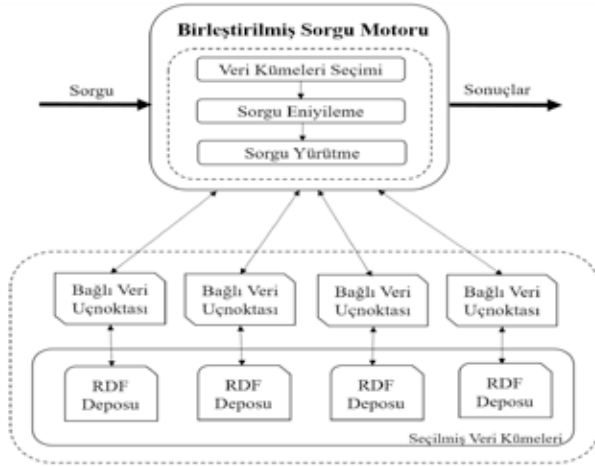 Birleştirilmiş Sorgu Motoru
Veri Kümeleri Seçimi
Sorgu
Sonuçlar
Sorgu Eniyileme
Sorgu Yürütme
Bağlı Veri
Uçnoktası
Bağlı Veri
Uçnoktası
Bağlı Veri
Uçnoktası
Bağlı Veri
Uçnoktası
RDF
Deposu
RDF
Deposu
RDF
Deposu
RDF
Deposu
Seçilmiş Veri Kümeleri